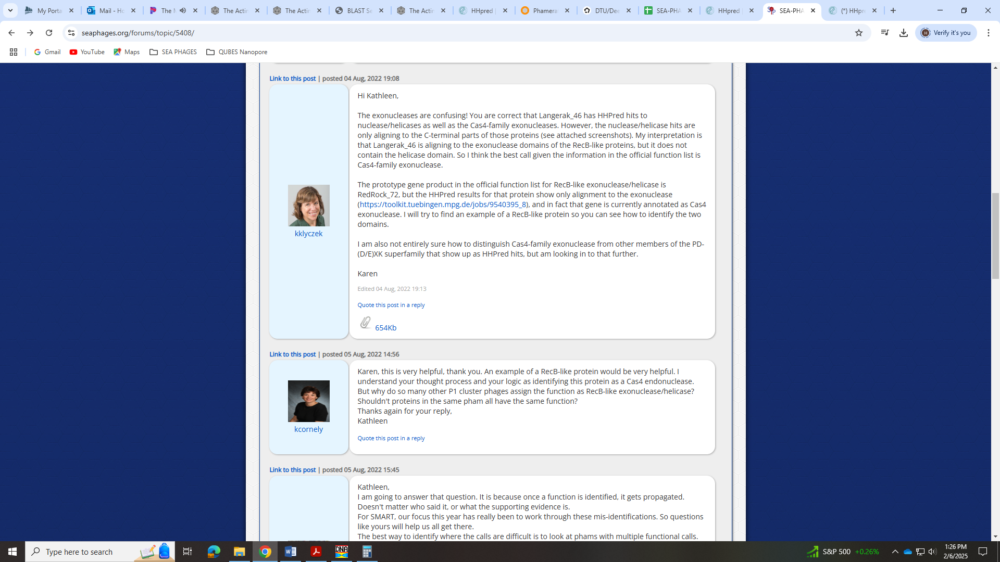 My Porta
Mail - Ho
The M
The Actin
The Actin
BLAST Se
The Actin
HHpred |
Phamera
DTU/Dee
SEA-PHA
HHpred |
SEA-PHA
(*) HHpre
seaphages.org/forums/topic/5408/
Verify it's you
Gmail
YouTube
Maps
SEA PHAGES
QUBES Nanopore
Link to this post | posted 04 Aug, 2022 19:08
Hi Kathleen,
The exonucleases are confusing! You are correct that Langerak_46 has HHPred hits to
nuclease/helicases as well as the Cas4-family exonucleases. However, the nuclease/helicase hits are
only aligning to the C-terminal parts of those proteins (see attached screenshots). My interpretation is
that Langerak_46 is aligning to the exonuclease domains of the RecB-like proteins, but it does not
contain the helicase domain. So I think the best call given the information in the official function list is
Cas4-family exonuclease.
The prototype gene product in the official function list for RecB-like exonuclease/helicase is
RedRock_72, but the HHPred results for that protein show only alignment to the exonuclease
(https://toolkit.tuebingen.mpg.de/jobs/9540395_8), and in fact that gene is currently annotated as Cas4
exonuclease. I will try to find an example of a RecB-like protein so you can see how to identify the two
domains.
I am also not entirely sure how to distinguish Cas4-family exonuclease from other members of the PD-
(D/E)XK superfamily that show up as HHPred hits, but am looking in to that further.
Karen
Edited 04 Aug, 2022 19:13
Quote this post in a reply
654Kb
kklyczek
Link to this post | posted 05 Aug, 2022 14:56
Karen, this is very helpful, thank you. An example of a RecB-like protein would be very helpful. I
understand your thought process and your logic as identifying this protein as a Cas4 endonuclease.
But why do so many other P1 cluster phages assign the function as RecB-like exonuclease/helicase?
Shouldn't proteins in the same pham all have the same function?
Thanks again for your reply,
Kathleen
kcornely
Quote this post in a reply
Link to this post | posted 05 Aug, 2022 15:45
Kathleen,
I am going to answer that question. It is because once a function is identified, it gets propagated.
Doesn't matter who said it, or what the supporting evidence is.
For SMART, our focus this year has really been to work through these mis-identifications. So questions
like yours will help us all get there.
The best way to identify where the calls are difficult is to look at phams with multiple functional calls.
Type here to search
DNA
S&P 500 +0.26%
1:26 PM
2/6/2025